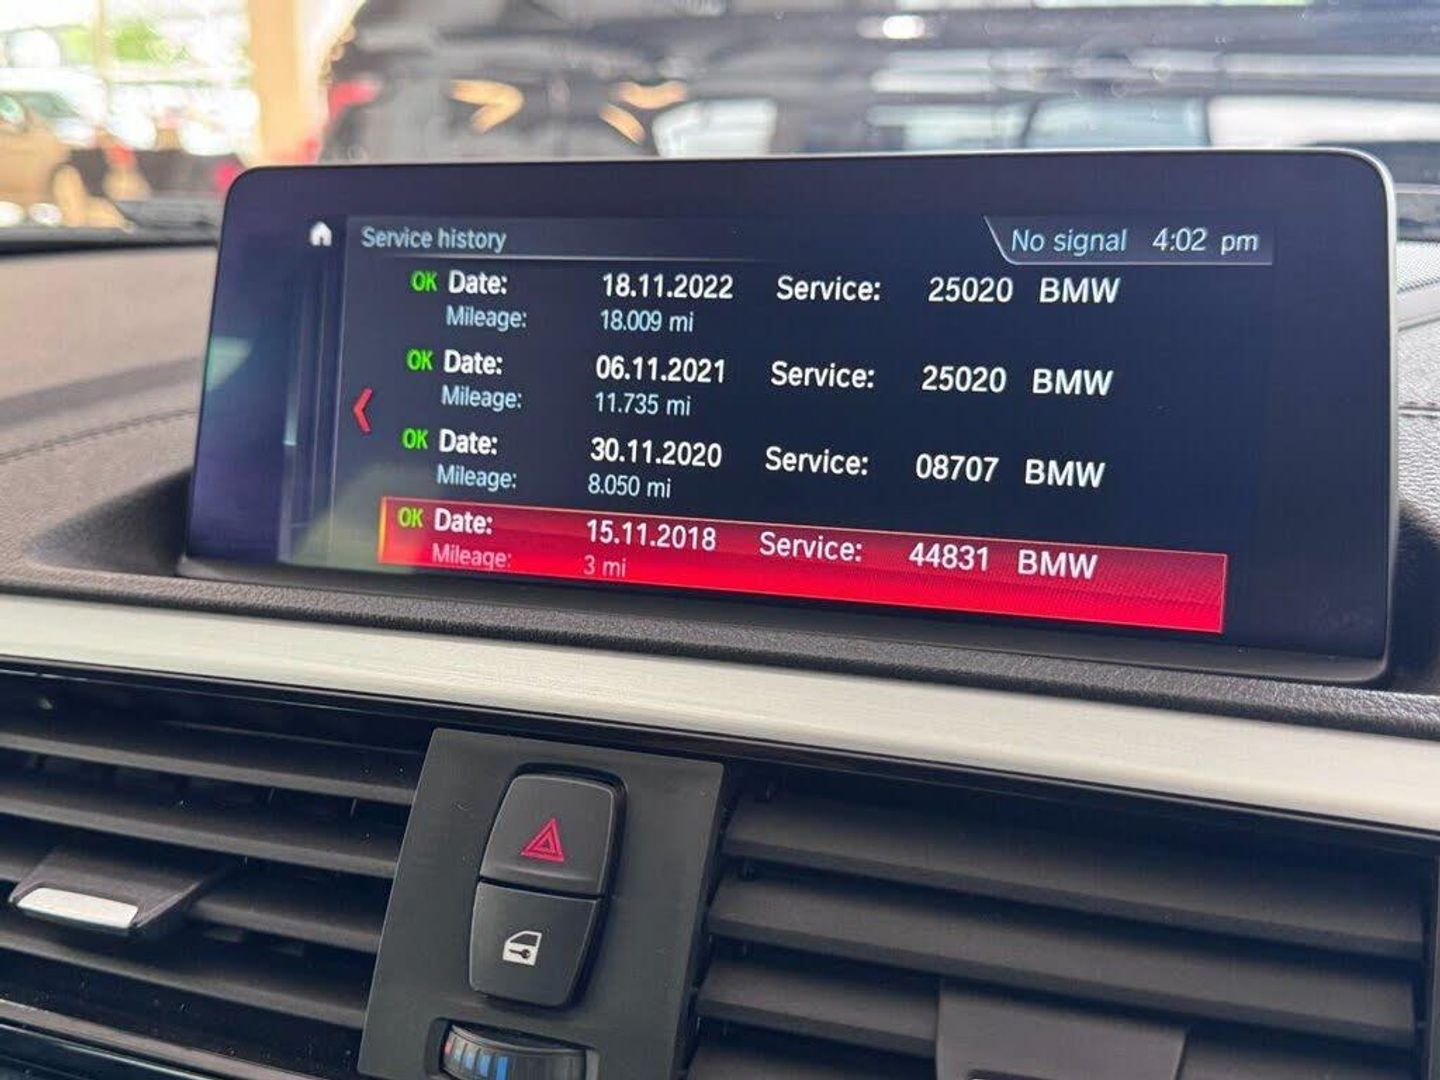 Service history No signal 4:02 pm
OK Date: 18.11.2022 Service: 25020 BMW
Mileage: 18.009 mi
OK Date: 06.11.2021 Service: 25020 BMW
Mileage: 11.735 mi
OK Date: 30.11.2020 Service: 08707 BMW
Mileage: 8.050 mi
OK Date: 15.11.2018 Service: 44831 BMW
Mileage: 3 mi